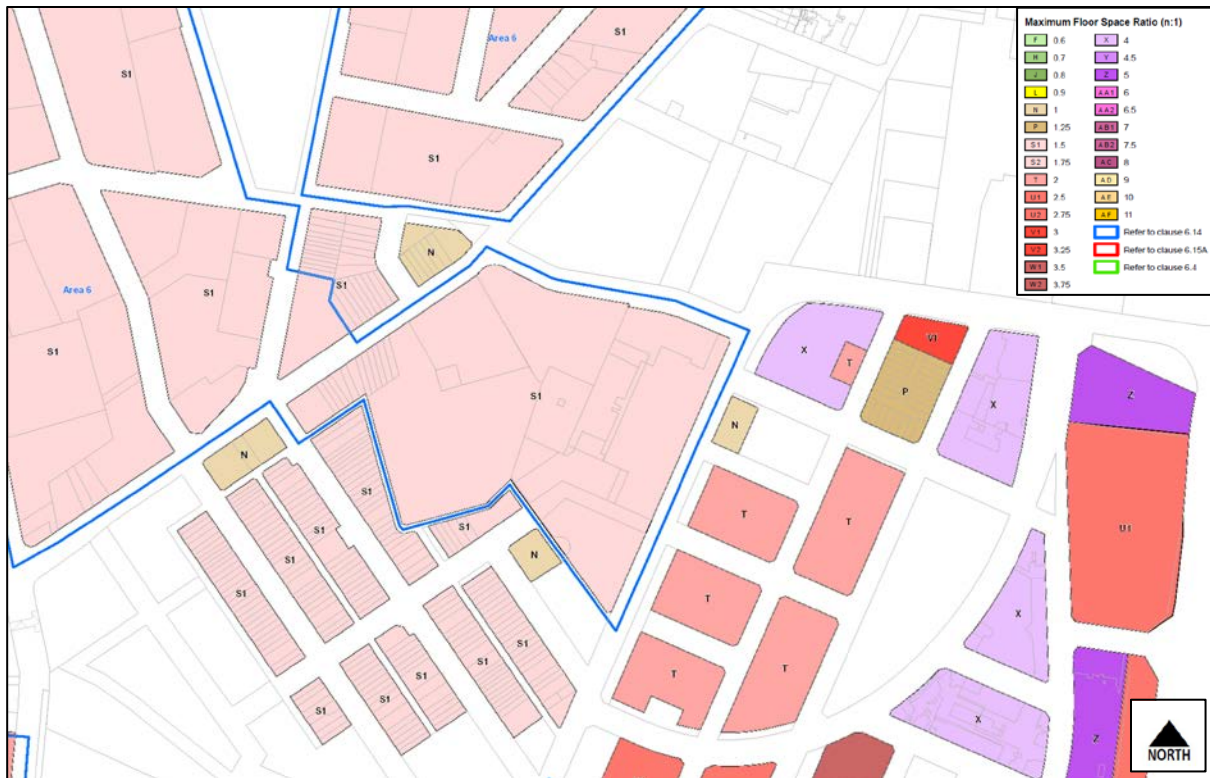 Maximum Floor Space Ratio (n:1)
F 0.6
H 0.7
J 0.8
L 0.9
N 1
P 1.25
S1 1.5
S2 1.75
T 2
U1 2.5
U2 2.75
V1 3
V2 3.25
W1 3.5
W2 3.75
X 4
Y 4.5
Z 5
AA1 6
AA2 6.5
AB1 7
AB2 7.5
AC 8
AD 9
AE 10
AF 11
Refer to clause 6.14
Refer to clause 6.15A
Refer to clause 6.4
S1
Area 6
S1
S1
S1
N
Area 6
S1
S1
S1
S1
X
T
V1
P
X
Z
N
N
S1
S1
S1
N
T
T
U1
S1
S1
S1
S1
S1
S1
S1
T
T
T
X
X
Z
NORTH